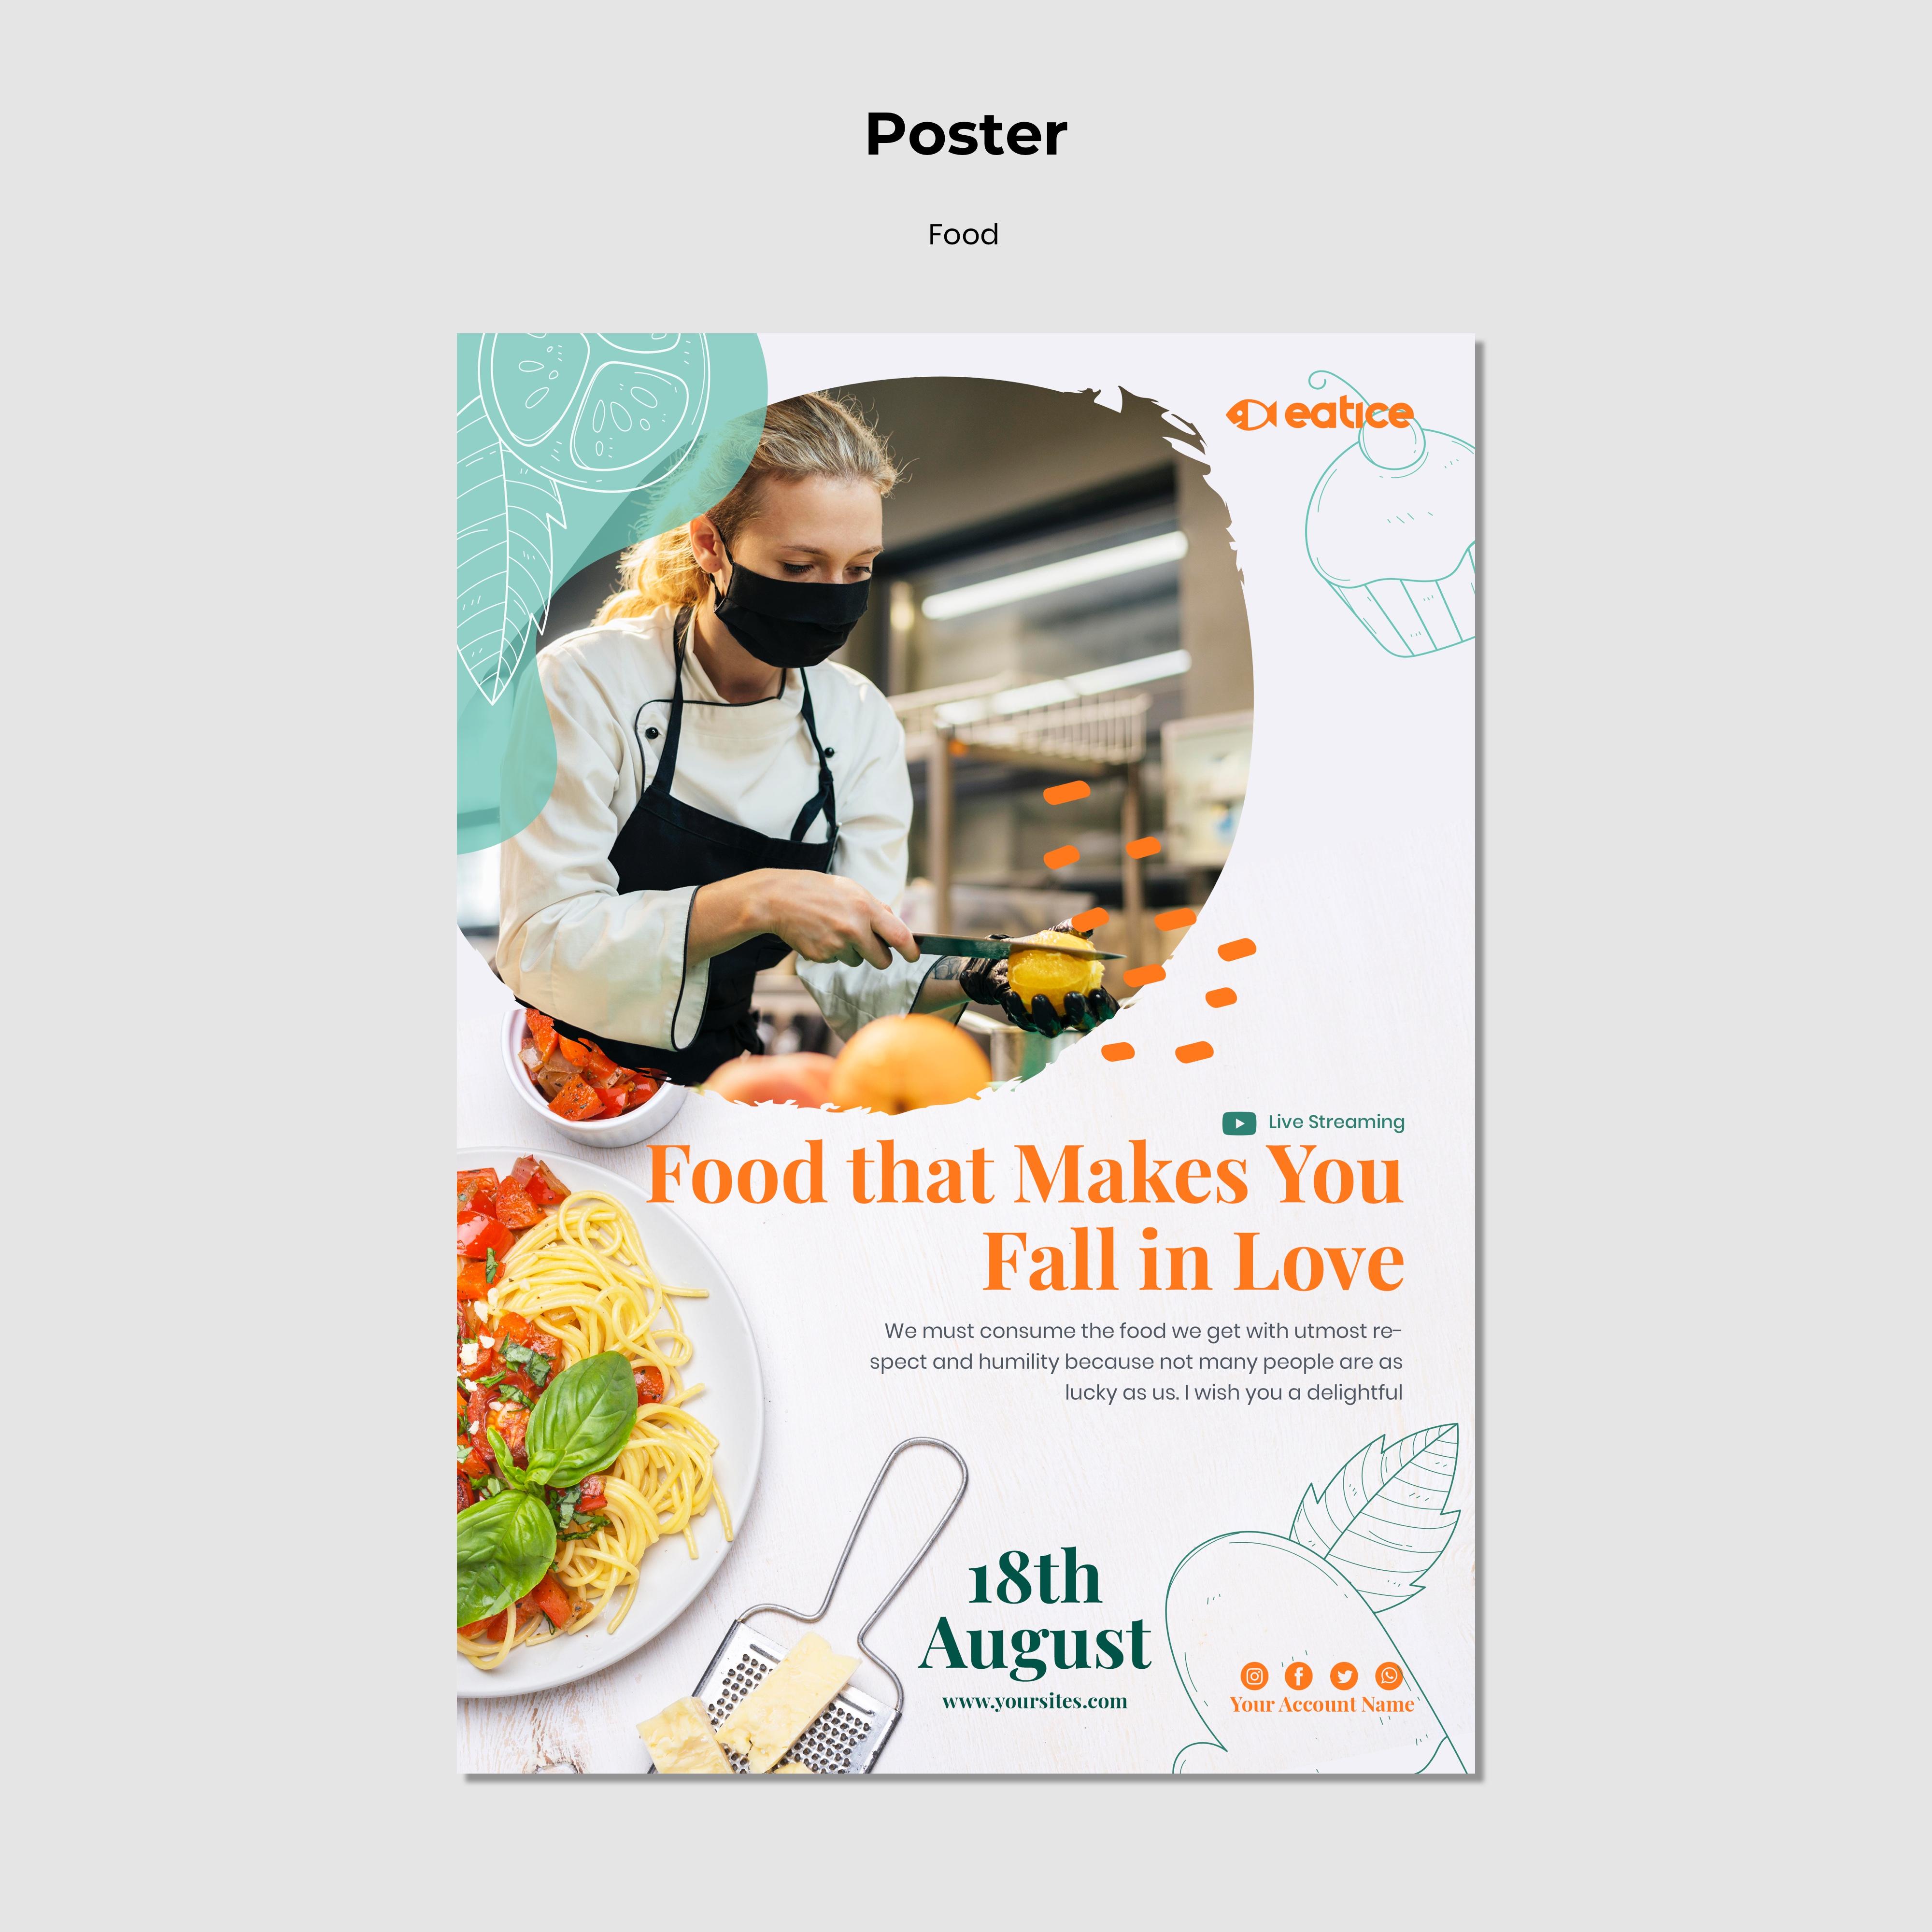 Poster
Food
eatice
Live Streaming
Food that Makes You
Fall in Love
We must consume the food we get with utmost re-
spect and humility because not many people are as
lucky as us. I wish you a delightful
18th
August
www.yoursites.com
Your Account Name